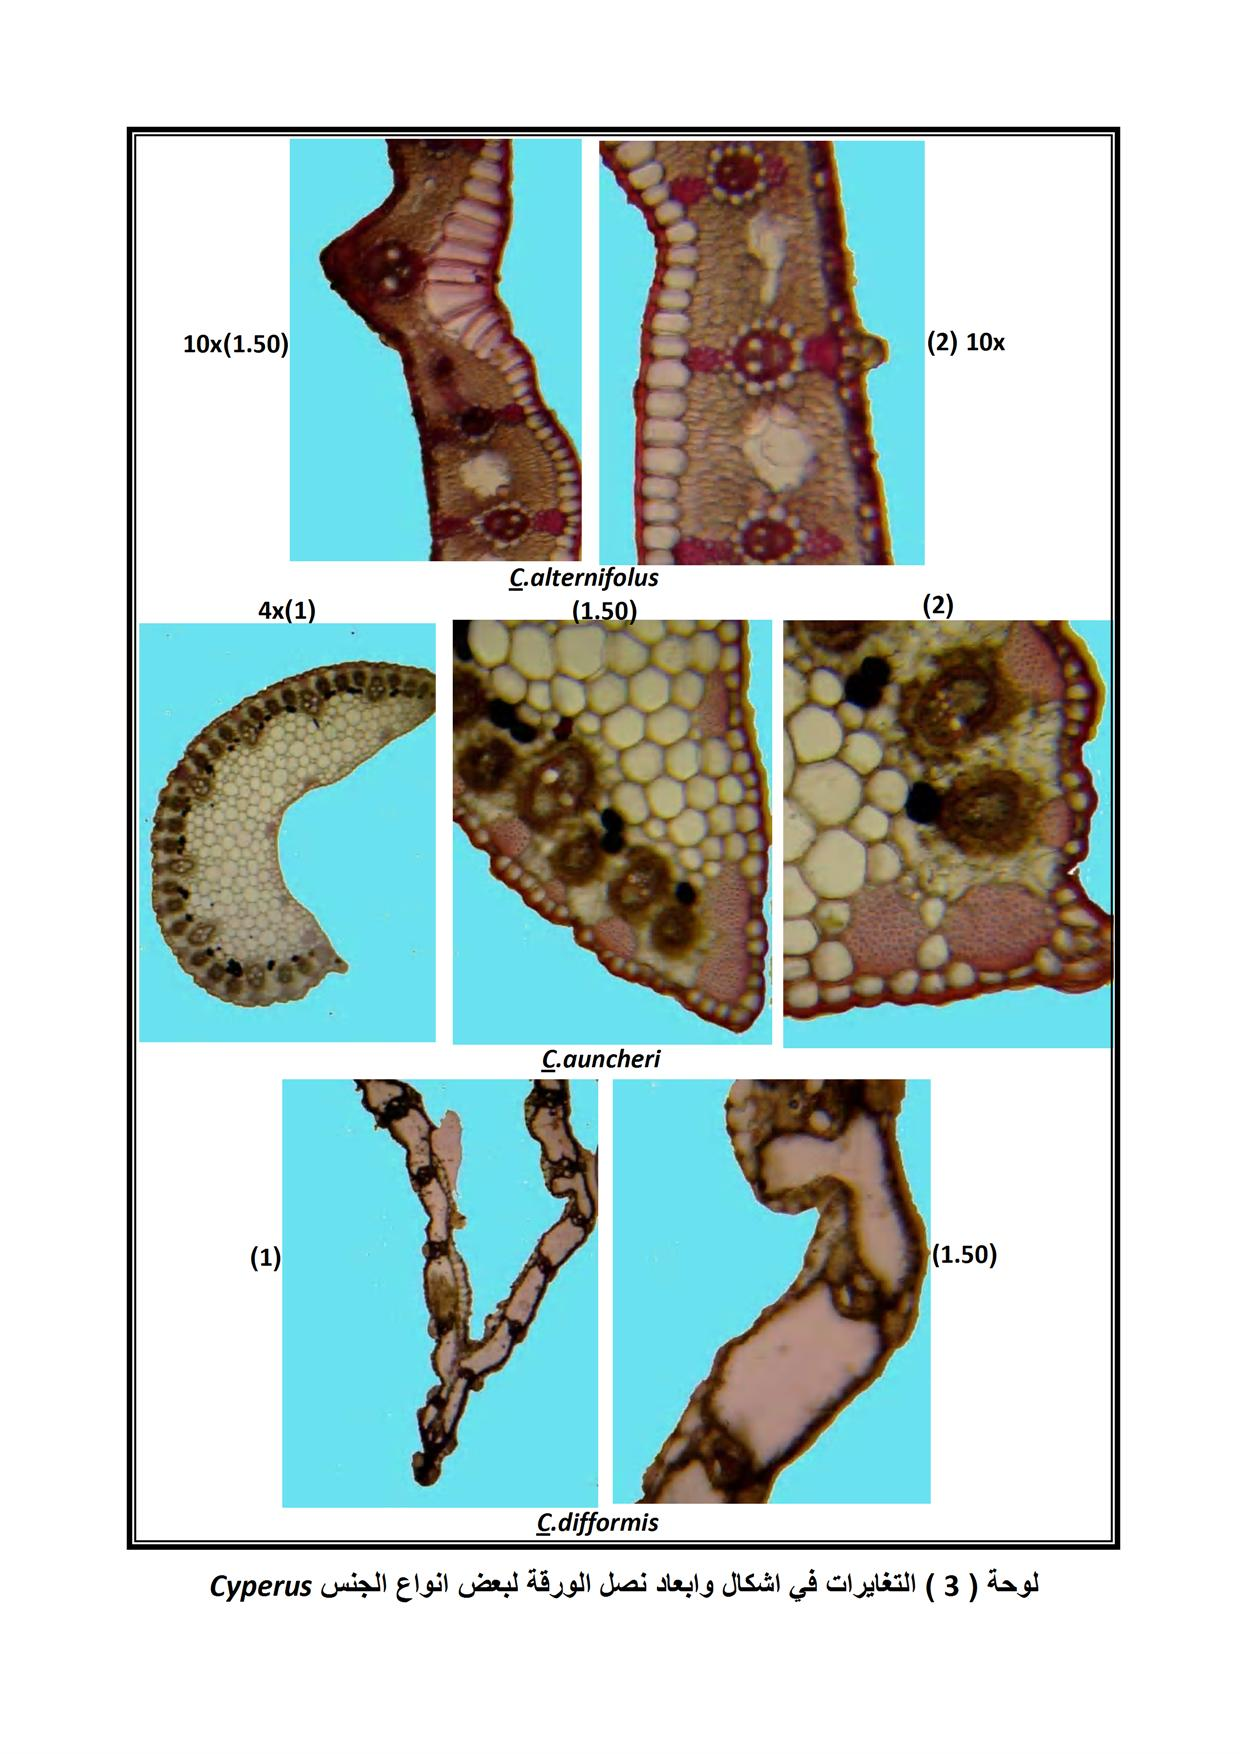 10x(1.50)
(2) 10x
C.alternifolus
4x(1)
(1.50)
(2)
C.auncheri
(1)
(1.50)
C.difformis
لوحة ( 3 ) التغايرات في اشكال وابعاد نصل الورقة لبعض انواع الجنس Cyperus